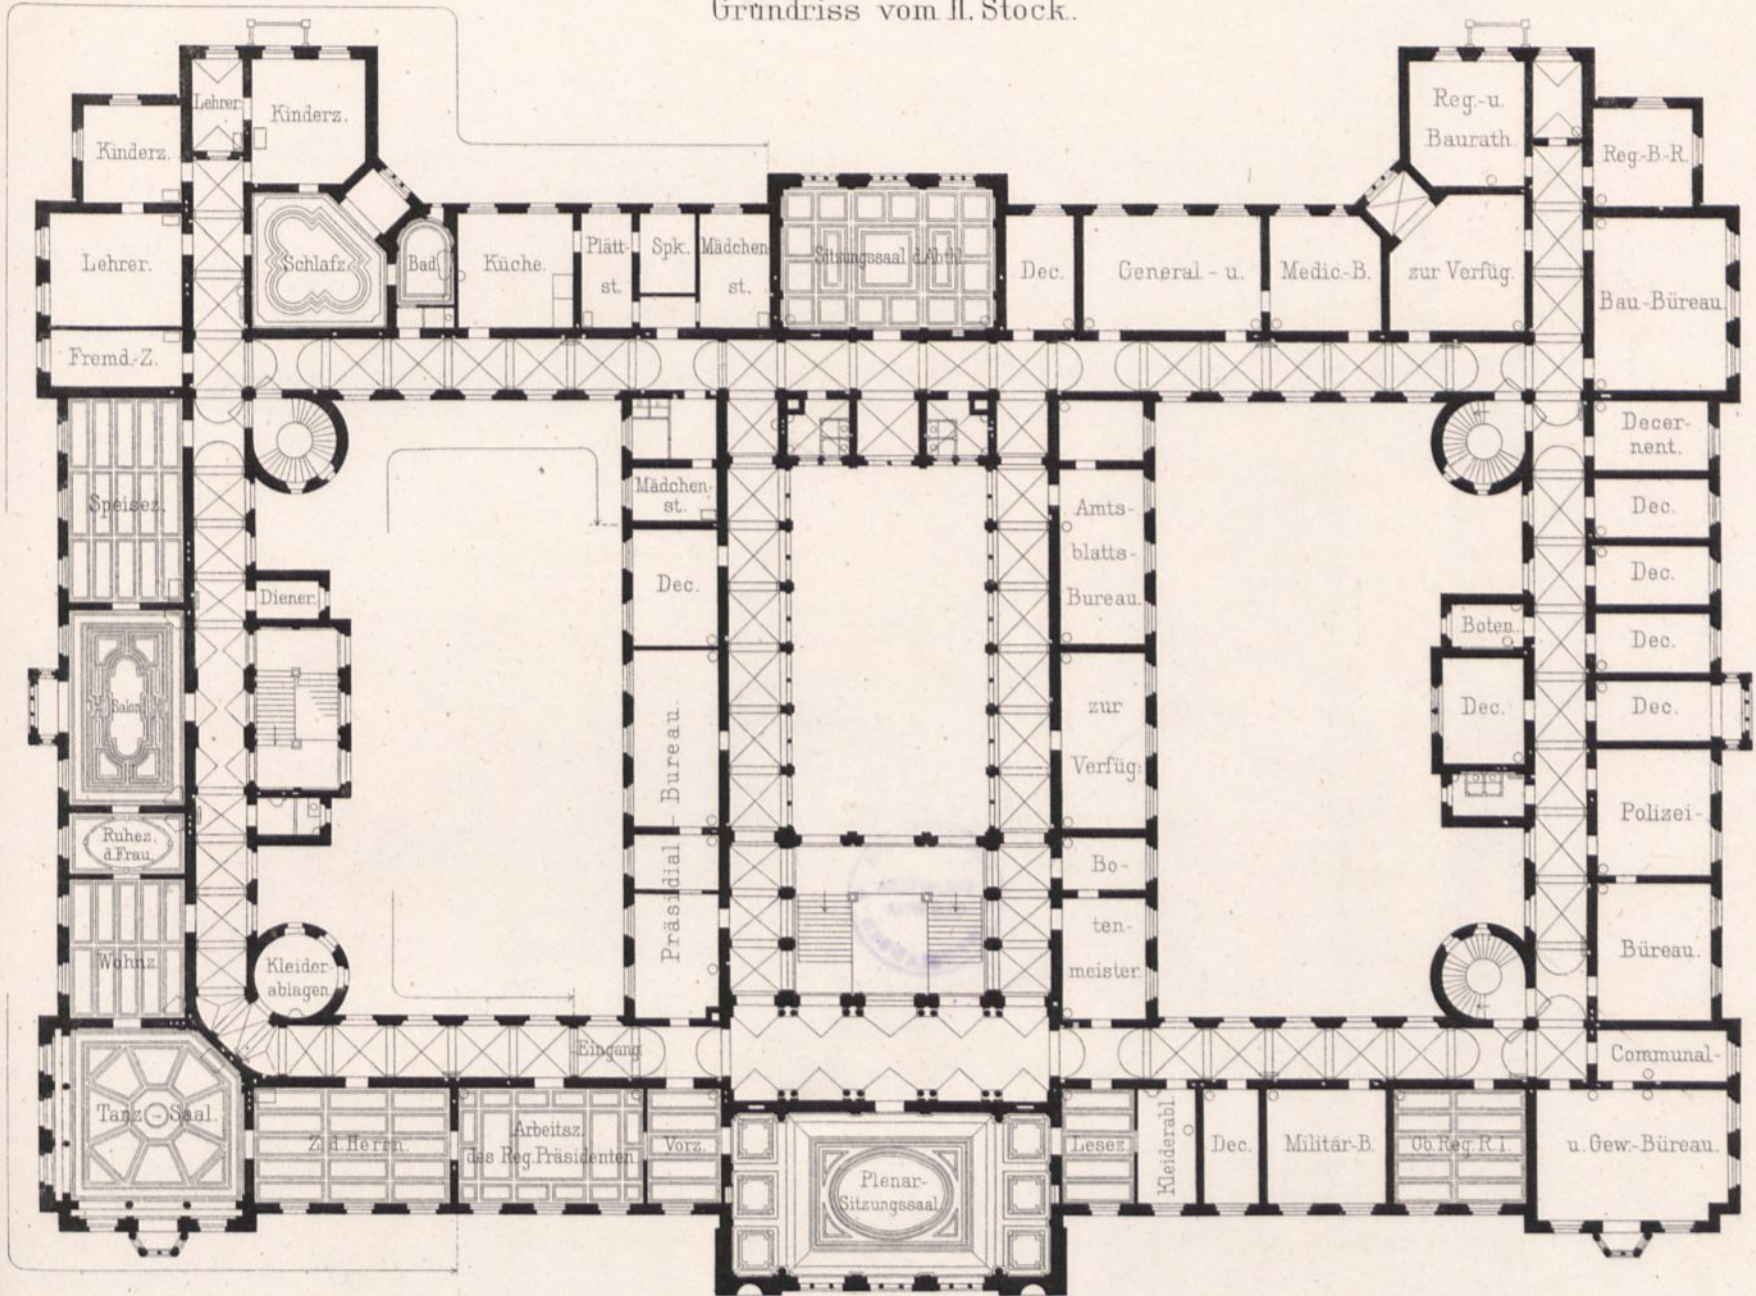 Grundriss vom II. Stock.
Lehrer.
Kinderz.
Kinderz.
Reg.-u.
Baurath.
Reg.-B.-R.
Lehrer.
Schlafz.
Bad
Küche.
Plätt-
st.
Spk.
Mädchen-
st.
Sitzungssaal d. Abthl.
Dec.
General - u.
Medic.-B.
zur Verfüg.
Bau-Büreau.
Fremd.-Z.
Speisez.
Mädchen-
st.
Dec.
Amts-
blatts-
Bureau.
Decer-
nent.
Dec.
Dec.
Dec.
Dec.
Diener.
Boten.
Dec.
Salon
Präsidial - Bureau.
zur
Verfüg:
Polizei-
Büreau.
Ruhez.
d. Frau.
Wohnz.
Kleider-
ablagen
Bo-
ten-
meister.
Eingang
Communal-
u. Gew.-Büreau.
Tanz - Saal.
Z. d. Herrn.
Arbeitsz.
des Reg. Präsidenten
Vorz.
Plenar-
Sitzungssaal
Lesez.
Kleiderabl.
Dec.
Militär-B.
Ob. Reg. R. I.